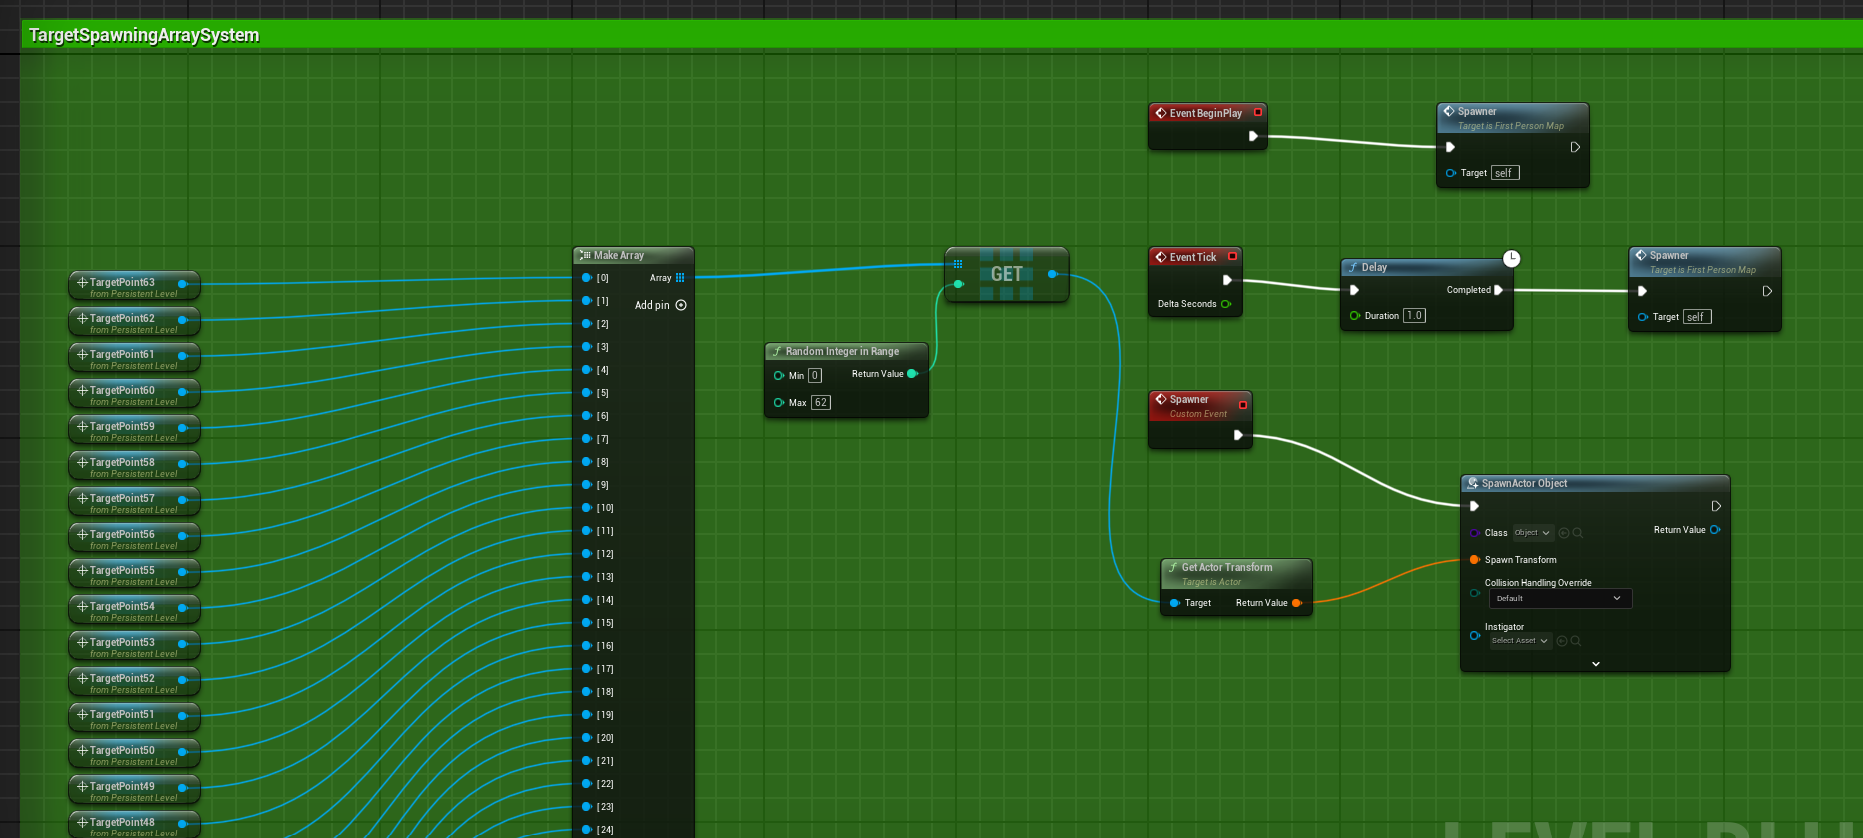 TargetSpawningArraySystem
Event BeginPlay
Spawner
Target is First Person Map
Target self
Event Tick
Delta Seconds
Delay
Completed
Duration 1.0
Spawner
Target is First Person Map
Target self
Make Array
Array
Add pin
[0]
[1]
[2]
[3]
[4]
[5]
[6]
[7]
[8]
[9]
[10]
[11]
[12]
[13]
[14]
[15]
[16]
[17]
[18]
[19]
[20]
[21]
[22]
[23]
[24]
GET
TargetPoint63
from Persistent Level
TargetPoint62
from Persistent Level
TargetPoint61
from Persistent Level
TargetPoint60
from Persistent Level
TargetPoint59
from Persistent Level
TargetPoint58
from Persistent Level
TargetPoint57
from Persistent Level
TargetPoint56
from Persistent Level
TargetPoint55
from Persistent Level
TargetPoint54
from Persistent Level
TargetPoint53
from Persistent Level
TargetPoint52
from Persistent Level
TargetPoint51
from Persistent Level
TargetPoint50
from Persistent Level
TargetPoint49
from Persistent Level
TargetPoint48
from Persistent Level
Random Integer in Range
Min 0
Return Value
Max 62
Spawner
Custom Event
SpawnActor Object
Class Object
Return Value
Spawn Transform
Collision Handling Override
Default
Instigator
Select Asset
Get Actor Transform
Target is Actor
Target
Return Value